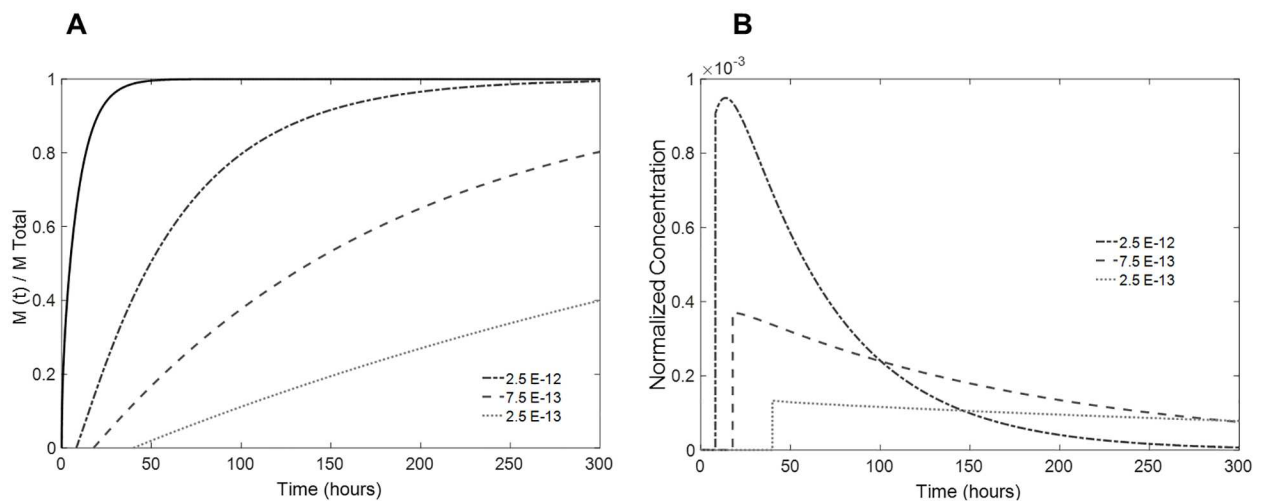 A
1
0.8
0.6
0.4
0.2
0
M (t) / M Total
2.5 E-12
7.5 E-13
2.5 E-13
0 50 100 150 200 250 300
Time (hours)
B
×10-3
1
0.8
0.6
0.4
0.2
0
Normalized Concentration
2.5 E-12
7.5 E-13
2.5 E-13
0 50 100 150 200 250 300
Time (hours)